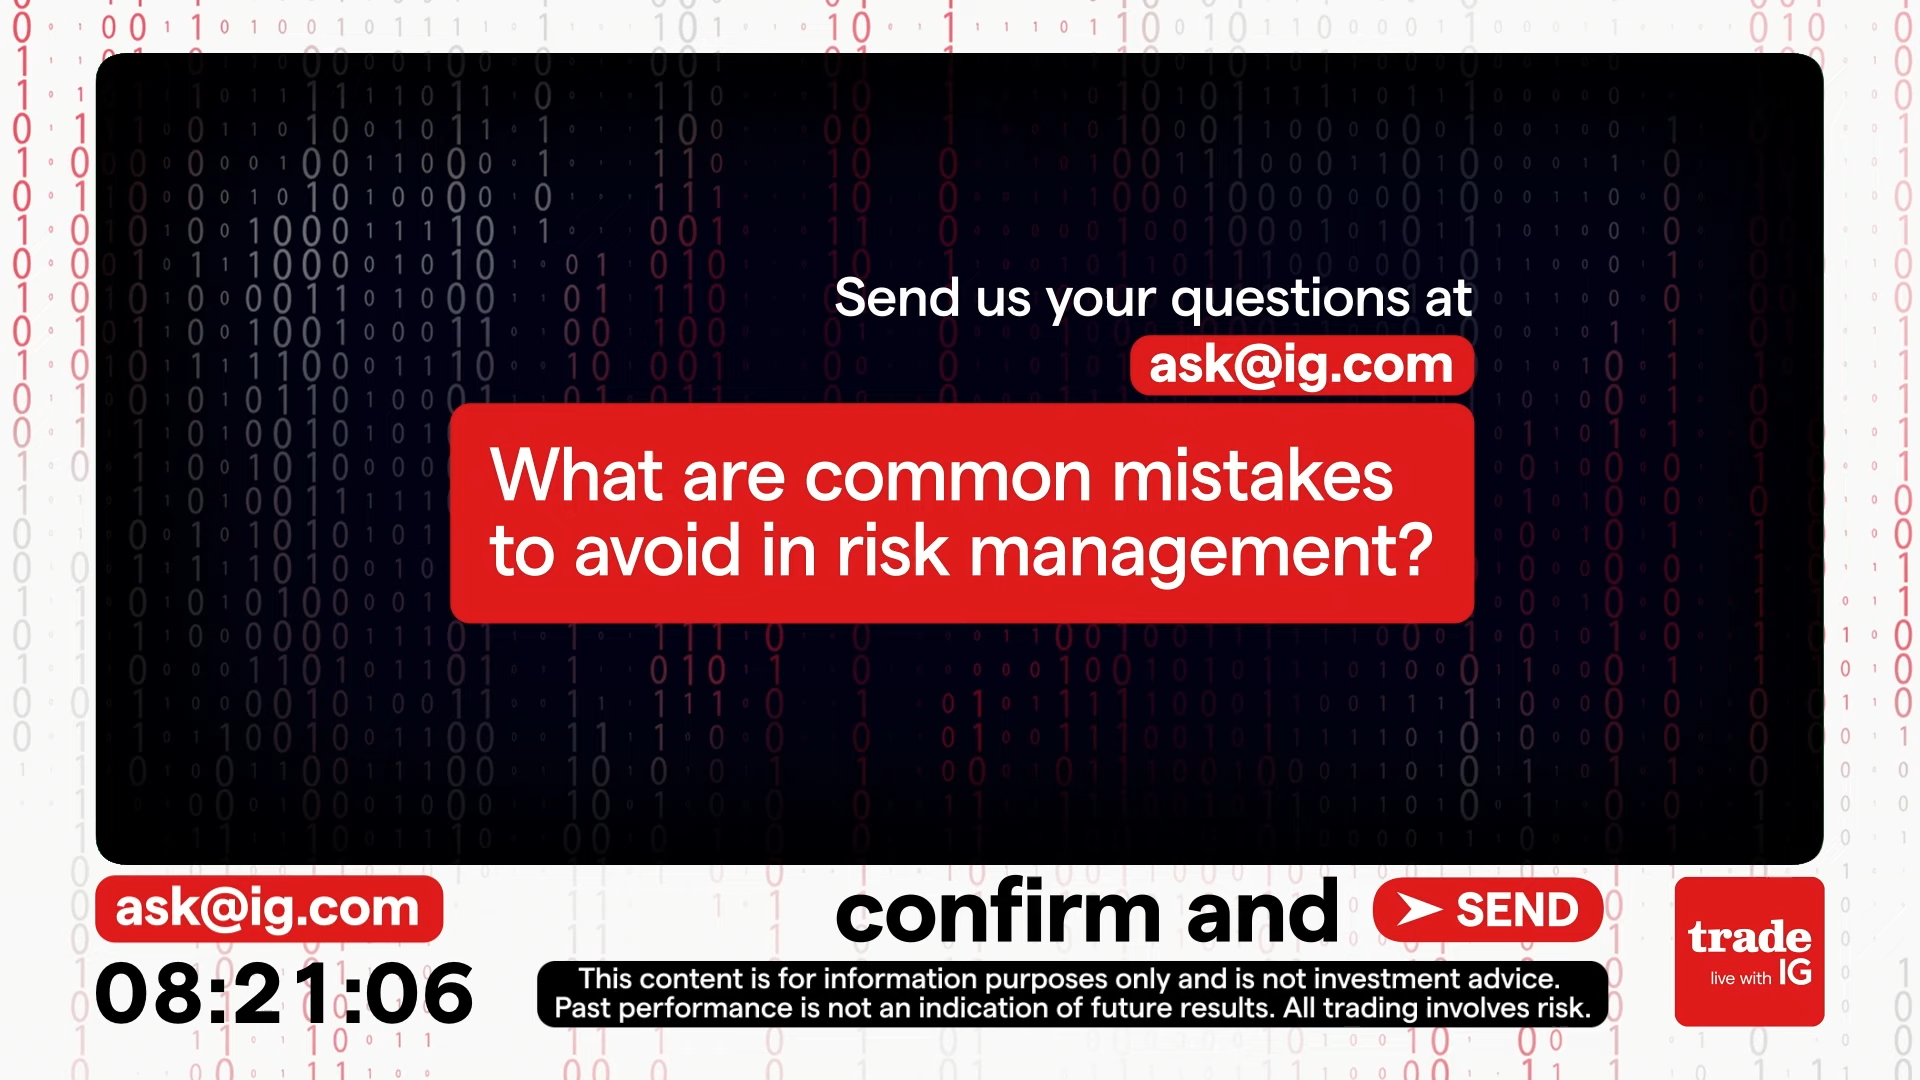 Send us your questions at
ask@ig.com
What are common mistakes
to avoid in risk management?
ask@ig.com
confirm and
SEND
08:21:06
This content is for information purposes only and is not investment advice.
Past performance is not an indication of future results. All trading involves risk.
trade
live with IG